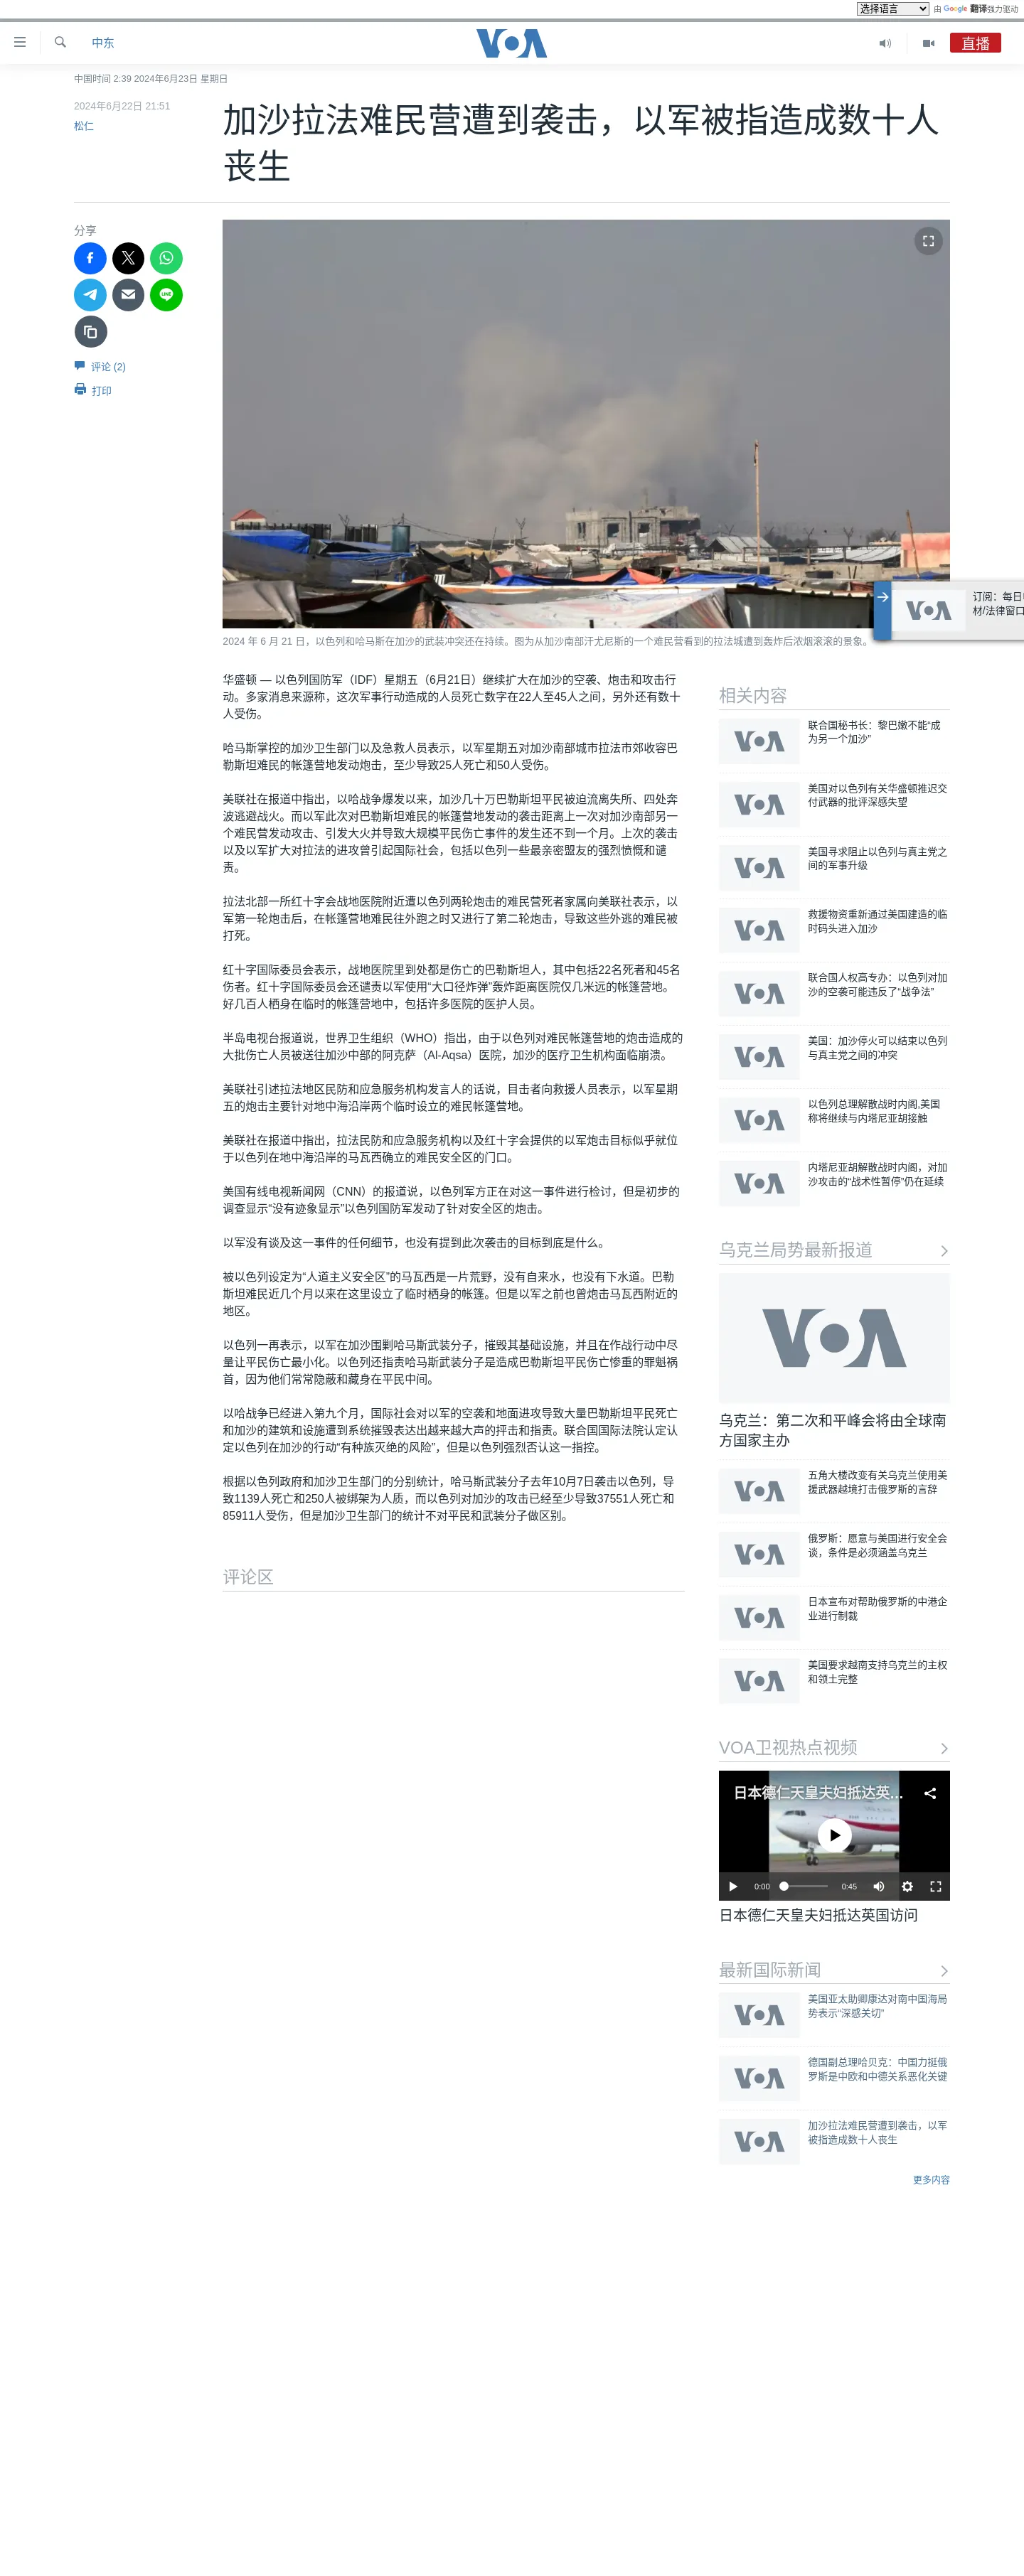 选择语言 由 Google 翻译强力驱动
中东
VOA
直播
中国时间 2:39 2024年6月23日 星期日
2024年6月22日 21:51
松仁
加沙拉法难民营遭到袭击，以军被指造成数十人
丧生
分享
评论 (2)
打印
2024 年 6 月 21 日，以色列和哈马斯在加沙的武装冲突还在持续。图为从加沙南部汗尤尼斯的一个难民营看到的拉法城遭到轰炸后浓烟滚滚的景象。
VOA
订阅：每日
材/法律窗口
华盛顿 — 以色列国防军（IDF）星期五（6月21日）继续扩大在加沙的空袭、炮击和攻击行
动。多家消息来源称，这次军事行动造成的人员死亡数字在22人至45人之间，另外还有数十
人受伤。
哈马斯掌控的加沙卫生部门以及急救人员表示，以军星期五对加沙南部城市拉法市郊收容巴
勒斯坦难民的帐篷营地发动炮击，至少导致25人死亡和50人受伤。
美联社在报道中指出，以哈战争爆发以来，加沙几十万巴勒斯坦平民被迫流离失所、四处奔
波逃避战火。而以军此次对巴勒斯坦难民的帐篷营地发动的袭击距离上一次对加沙南部另一
个难民营发动攻击、引发大火并导致大规模平民伤亡事件的发生还不到一个月。上次的袭击
以及以军扩大对拉法的进攻曾引起国际社会，包括以色列一些最亲密盟友的强烈愤慨和谴
责。
拉法北部一所红十字会战地医院附近遭以色列两轮炮击的难民营死者家属向美联社表示，以
军第一轮炮击后，在帐篷营地难民往外跑之时又进行了第二轮炮击，导致这些外逃的难民被
打死。
红十字国际委员会表示，战地医院里到处都是伤亡的巴勒斯坦人，其中包括22名死者和45名
伤者。红十字国际委员会还谴责以军使用“大口径炸弹”轰炸距离医院仅几米远的帐篷营地。
好几百人栖身在临时的帐篷营地中，包括许多医院的医护人员。
半岛电视台报道说，世界卫生组织（WHO）指出，由于以色列对难民帐篷营地的炮击造成的
大批伤亡人员被送往加沙中部的阿克萨（Al-Aqsa）医院，加沙的医疗卫生机构面临崩溃。
美联社引述拉法地区民防和应急服务机构发言人的话说，目击者向救援人员表示，以军星期
五的炮击主要针对地中海沿岸两个临时设立的难民帐篷营地。
美联社在报道中指出，拉法民防和应急服务机构以及红十字会提供的以军炮击目标似乎就位
于以色列在地中海沿岸的马瓦西确立的难民安全区的门口。
美国有线电视新闻网（CNN）的报道说，以色列军方正在对这一事件进行检讨，但是初步的
调查显示“没有迹象显示”以色列国防军发动了针对安全区的炮击。
以军没有谈及这一事件的任何细节，也没有提到此次袭击的目标到底是什么。
被以色列设定为“人道主义安全区”的马瓦西是一片荒野，没有自来水，也没有下水道。巴勒
斯坦难民近几个月以来在这里设立了临时栖身的帐篷。但是以军之前也曾炮击马瓦西附近的
地区。
以色列一再表示，以军在加沙围剿哈马斯武装分子，摧毁其基础设施，并且在作战行动中尽
量让平民伤亡最小化。以色列还指责哈马斯武装分子是造成巴勒斯坦平民伤亡惨重的罪魁祸
首，因为他们常常隐蔽和藏身在平民中间。
以哈战争已经进入第九个月，国际社会对以军的空袭和地面进攻导致大量巴勒斯坦平民死亡
和加沙的建筑和设施遭到系统摧毁表达出越来越大声的抨击和指责。联合国国际法院认定认
定以色列在加沙的行动“有种族灭绝的风险”，但是以色列强烈否认这一指控。
根据以色列政府和加沙卫生部门的分别统计，哈马斯武装分子去年10月7日袭击以色列，导
致1139人死亡和250人被绑架为人质，而以色列对加沙的攻击已经至少导致37551人死亡和
85911人受伤，但是加沙卫生部门的统计不对平民和武装分子做区别。
评论区
相关内容
VOA
联合国秘书长：黎巴嫩不能“成
为另一个加沙”
VOA
美国对以色列有关华盛顿推迟交
付武器的批评深感失望
VOA
美国寻求阻止以色列与真主党之
间的军事升级
VOA
救援物资重新通过美国建造的临
时码头进入加沙
VOA
联合国人权高专办：以色列对加
沙的空袭可能违反了“战争法”
VOA
美国：加沙停火可以结束以色列
与真主党之间的冲突
VOA
以色列总理解散战时内阁,美国
称将继续与内塔尼亚胡接触
VOA
内塔尼亚胡解散战时内阁，对加
沙攻击的“战术性暂停”仍在延续
乌克兰局势最新报道
VOA
乌克兰：第二次和平峰会将由全球南
方国家主办
VOA
五角大楼改变有关乌克兰使用美
援武器越境打击俄罗斯的言辞
VOA
俄罗斯：愿意与美国进行安全会
谈，条件是必须涵盖乌克兰
VOA
日本宣布对帮助俄罗斯的中港企
业进行制裁
VOA
美国要求越南支持乌克兰的主权
和领土完整
VOA卫视热点视频
日本德仁天皇夫妇抵达英...
0:00 0:45
日本德仁天皇夫妇抵达英国访问
最新国际新闻
VOA
美国亚太助卿康达对南中国海局
势表示“深感关切”
VOA
德国副总理哈贝克：中国力挺俄
罗斯是中欧和中德关系恶化关键
VOA
加沙拉法难民营遭到袭击，以军
被指造成数十人丧生
更多内容